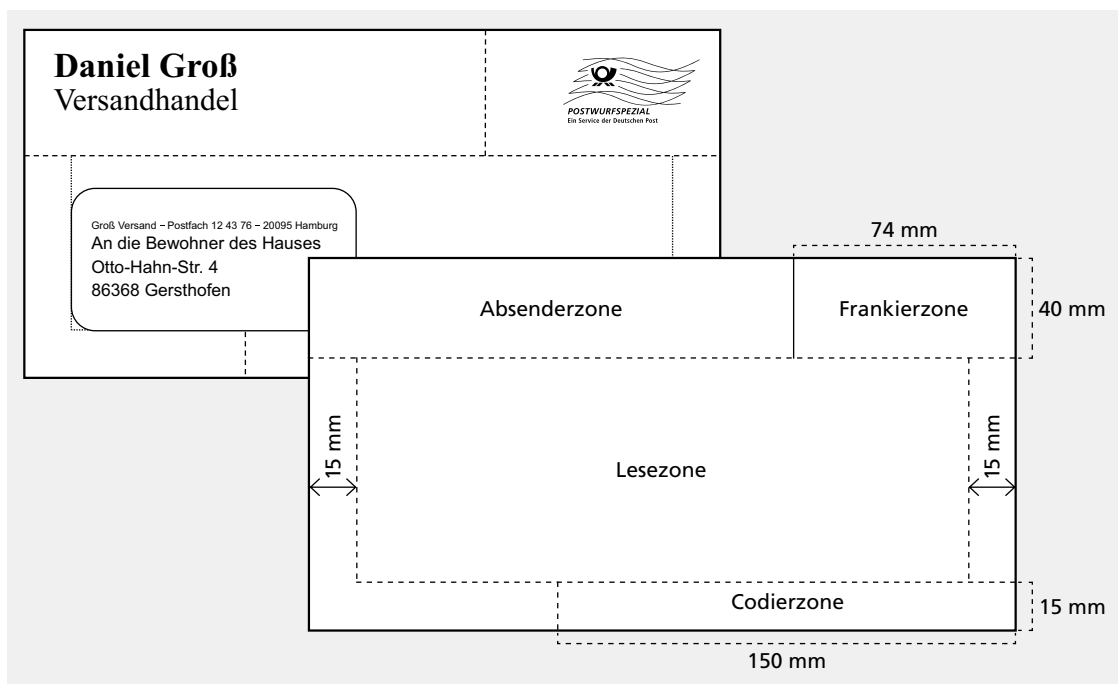 Daniel Groß
Versandhandel
POSTWURFSPEZIAL
Ein Service der Deutschen Post
Groß Versand – Postfach 12 43 76 – 20095 Hamburg
An die Bewohner des Hauses
Otto-Hahn-Str. 4
86368 Gersthofen
74 mm
Absenderzone
Frankierzone
40 mm
15 mm
Lesezone
15 mm
Codierzone
15 mm
150 mm